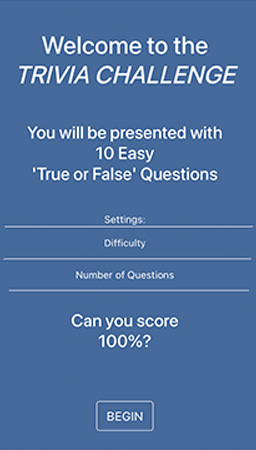 Welcome to the
TRIVIA CHALLENGE
You will be presented with
10 Easy
'True or False' Questions
Settings:
Difficulty
Number of Questions
Can you score
100%?
BEGIN